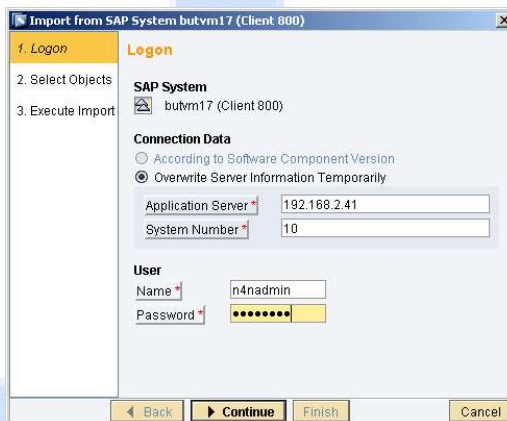 Import from SAP System butvm17 (Client 800)
1. Logon
2. Select Objects
3. Execute Import
Logon
SAP System
butvm17 (Client 800)
Connection Data
According to Software Component Version
Overwrite Server Information Temporarily
Application Server * 192.168.2.41
System Number * 10
User
Name * n4nadmin
Password * ●●●●●●●●
Back Continue Finish Cancel